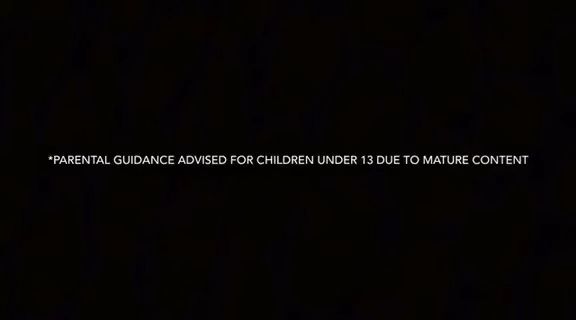 *PARENTAL GUIDANCE ADVISED FOR CHILDREN UNDER 13 DUE TO MATURE CONTENT